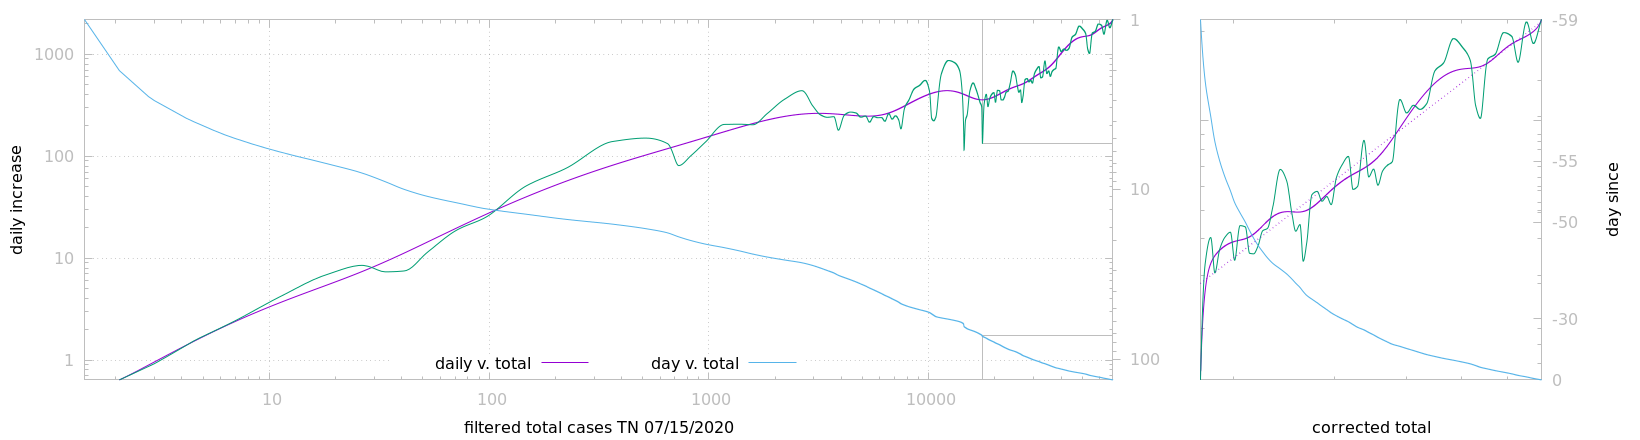 daily increase
1000
100
10
1
10
100
1000
10000
filtered total cases TN 07/15/2020
daily v. total
day v. total
1
10
100
corrected total
-59
-55
-50
-30
0
day since